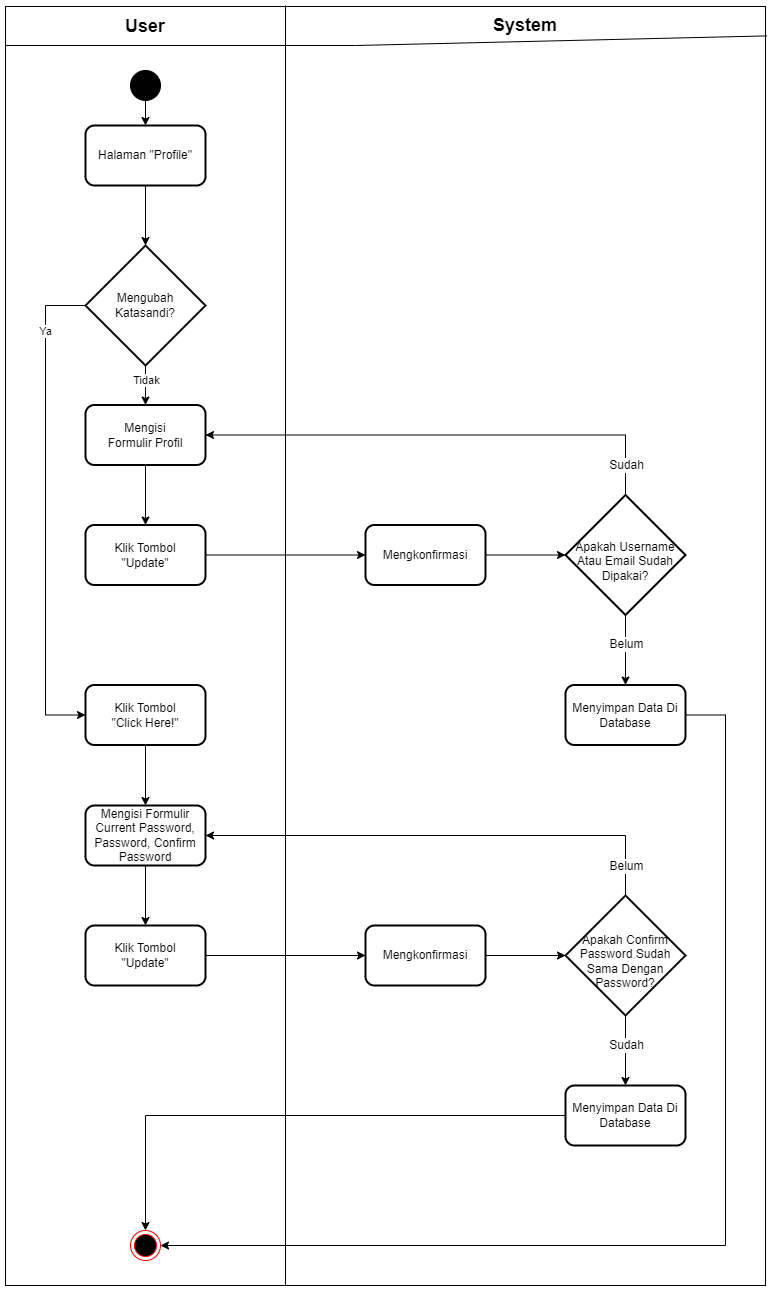 User
System
Halaman "Profile"
Mengubah
Katasandi?
Ya
Tidak
Mengisi
Formulir Profil
Sudah
Klik Tombol
"Update"
Mengkonfirmasi
Apakah Username
Atau Email Sudah
Dipakai?
Belum
Klik Tombol
"Click Here!"
Menyimpan Data Di
Database
Mengisi Formulir
Current Password,
Password, Confirm
Password
Belum
Klik Tombol
"Update"
Mengkonfirmasi
Apakah Confirm
Password Sudah
Sama Dengan
Password?
Sudah
Menyimpan Data Di
Database